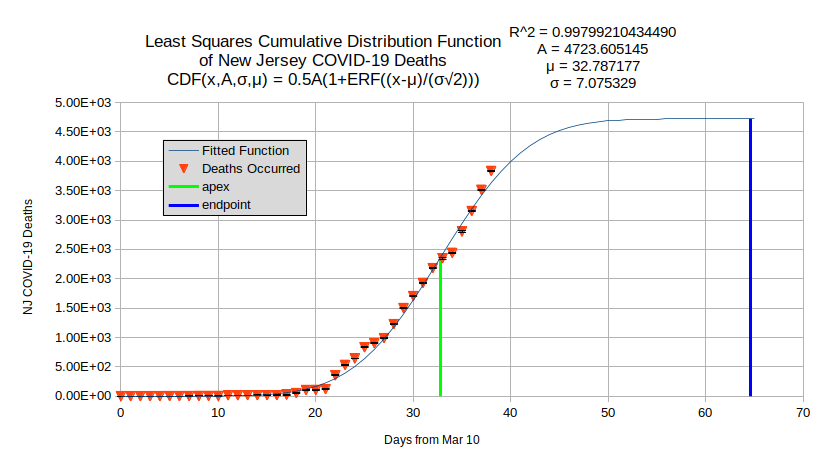 Least Squares Cumulative Distribution Function
of New Jersey COVID-19 Deaths
CDF(x,A,σ,μ) = 0.5A(1+ERF((x-μ)/(σ√2)))
R^2 = 0.99799210434490
A = 4723.605145
μ = 32.787177
σ = 7.075329
NJ COVID-19 Deaths
5.00E+03
4.50E+03
4.00E+03
3.50E+03
3.00E+03
2.50E+03
2.00E+03
1.50E+03
1.00E+03
5.00E+02
0.00E+00
Fitted Function
Deaths Occurred
apex
endpoint
0 10 20 30 40 50 60 70
Days from Mar 10